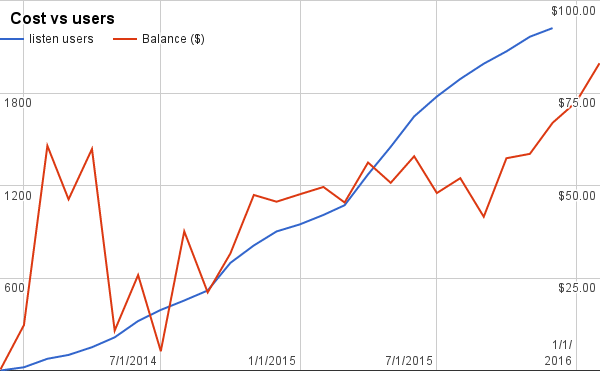 Cost vs users
listen users Balance ($)
$100.00
1800 $75.00
1200 $50.00
600 $25.00
7/1/2014 1/1/2015 7/1/2015 1/1/
2016